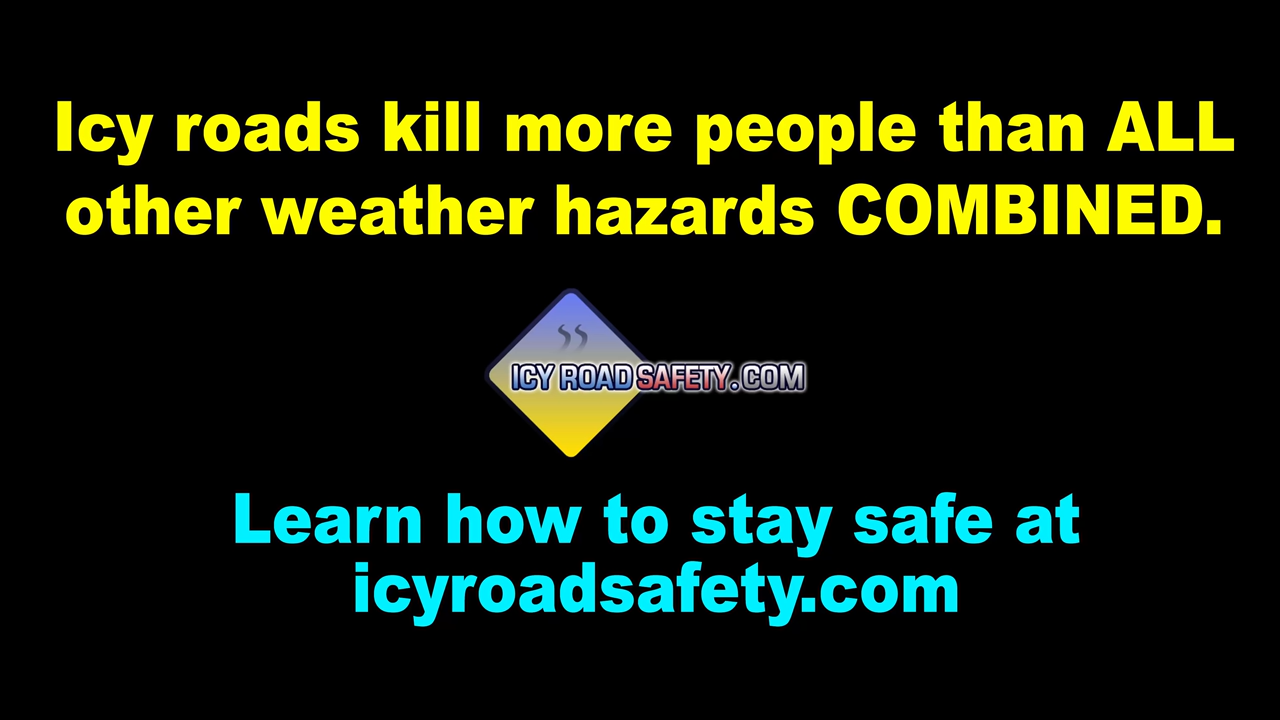 Icy roads kill more people than ALL
other weather hazards COMBINED.
ICY ROAD SAFETY.COM
Learn how to stay safe at
icyroadsafety.com